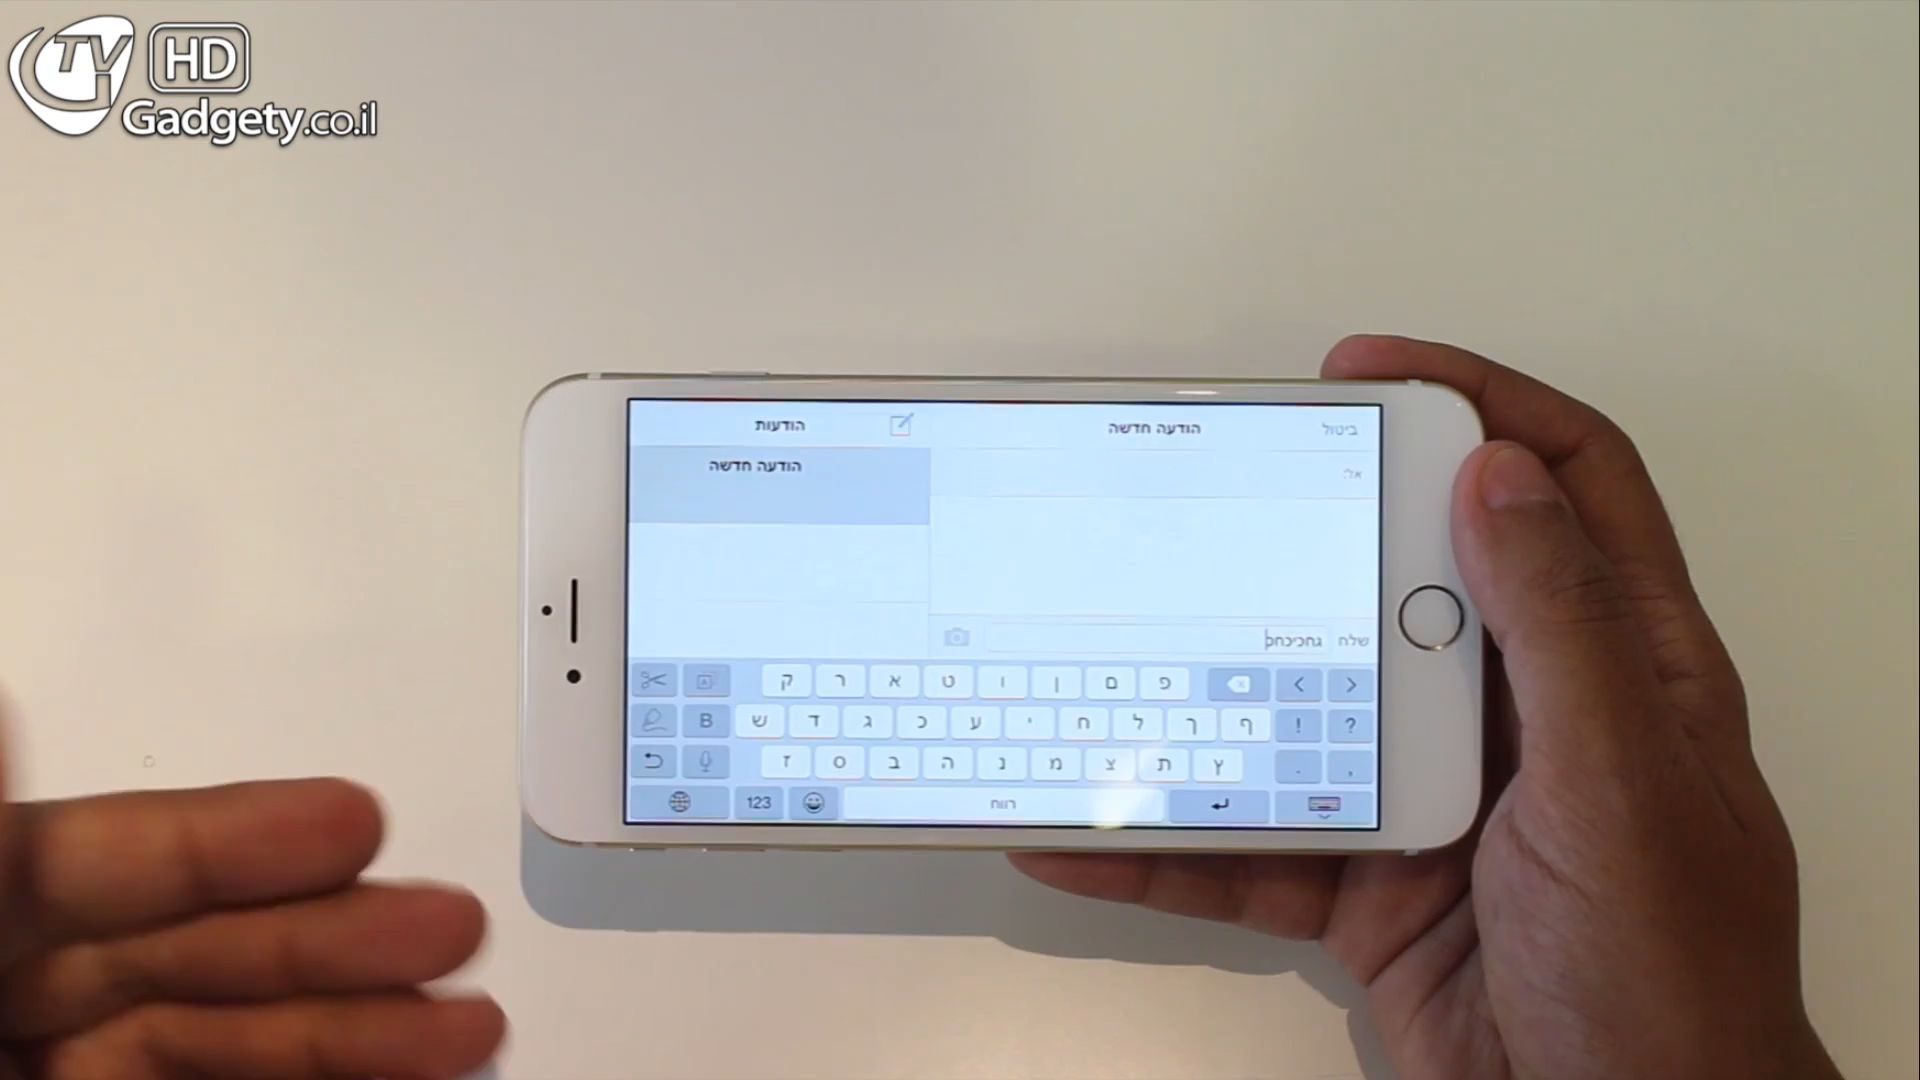 TV HD
Gadgety.co.il
הודעות
הודעה חדשה
ביטול
הודעה חדשה
אל:
שלח
גחכיכחכ
ק ר א ט ו ן ם פ
B ש ד ג כ ע י ח ל ך ף ! ?
ז ס ב ה נ מ צ ת ץ . ,
123 רווח